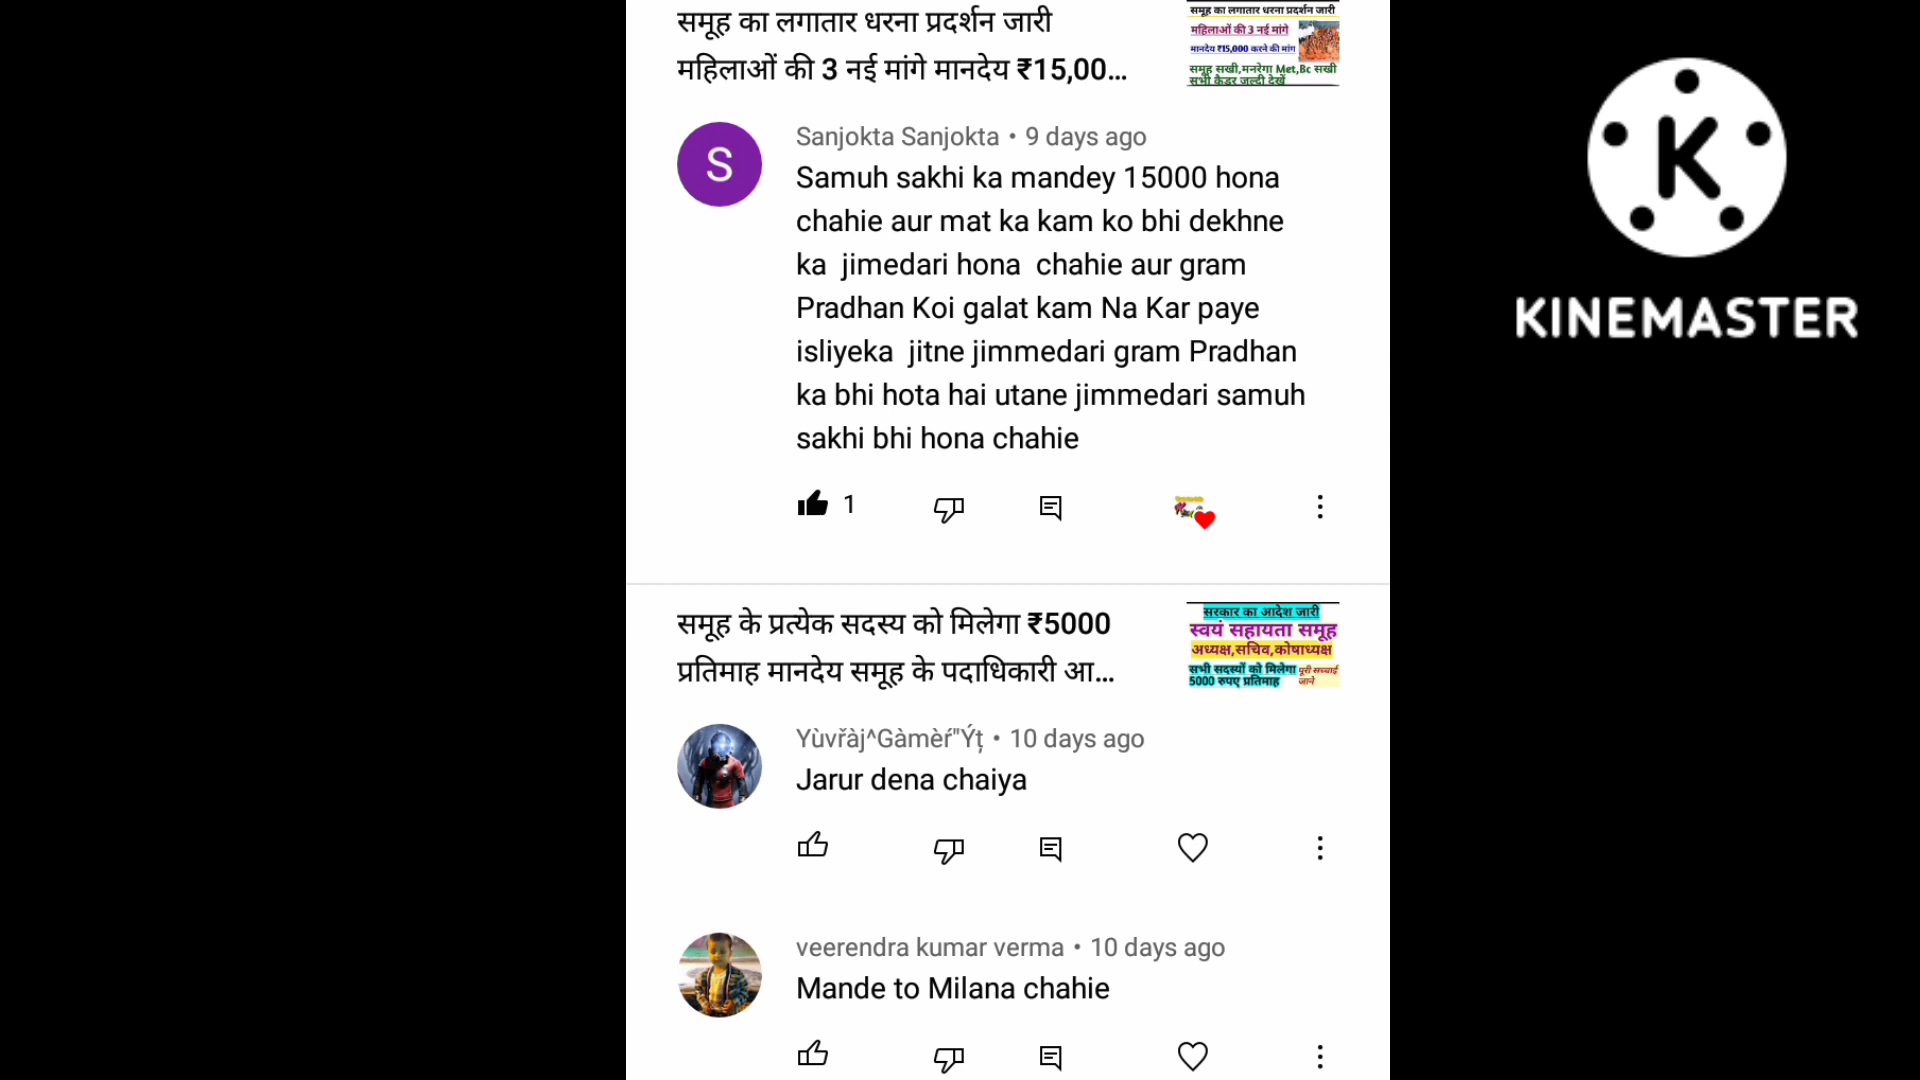 समूह का लगातार धरना प्रदर्शन जारी
महिलाओं की 3 नई मांगे मानदेय ₹15,00...
समूह का लगातार धरना प्रदर्शन जारी
महिलाओं की 3 नई मांगे
मानदेय ₹15,000 करने की मांग
समूह सखी,मनरेगा Met,Bc सखी
सभी कैडर जल्दी देखें
K
KINEMASTER
S
Sanjokta Sanjokta • 9 days ago
Samuh sakhi ka mandey 15000 hona
chahie aur mat ka kam ko bhi dekhne
ka jimedari hona chahie aur gram
Pradhan Koi galat kam Na Kar paye
isliyeka jitne jimmedari gram Pradhan
ka bhi hota hai utane jimmedari samuh
sakhi bhi hona chahie
1
समूह के प्रत्येक सदस्य को मिलेगा ₹5000
प्रतिमाह मानदेय समूह के पदाधिकारी आ...
सरकार का आदेश जारी
स्वयं सहायता समूह
अध्यक्ष,सचिव,कोषाध्यक्ष
सभी सदस्यों को मिलेगा
5000 रुपए प्रतिमाह
पूरी सच्चाई
जाने
Yùvřàj^Gàmèŕ"Ýț • 10 days ago
Jarur dena chaiya
veerendra kumar verma • 10 days ago
Mande to Milana chahie